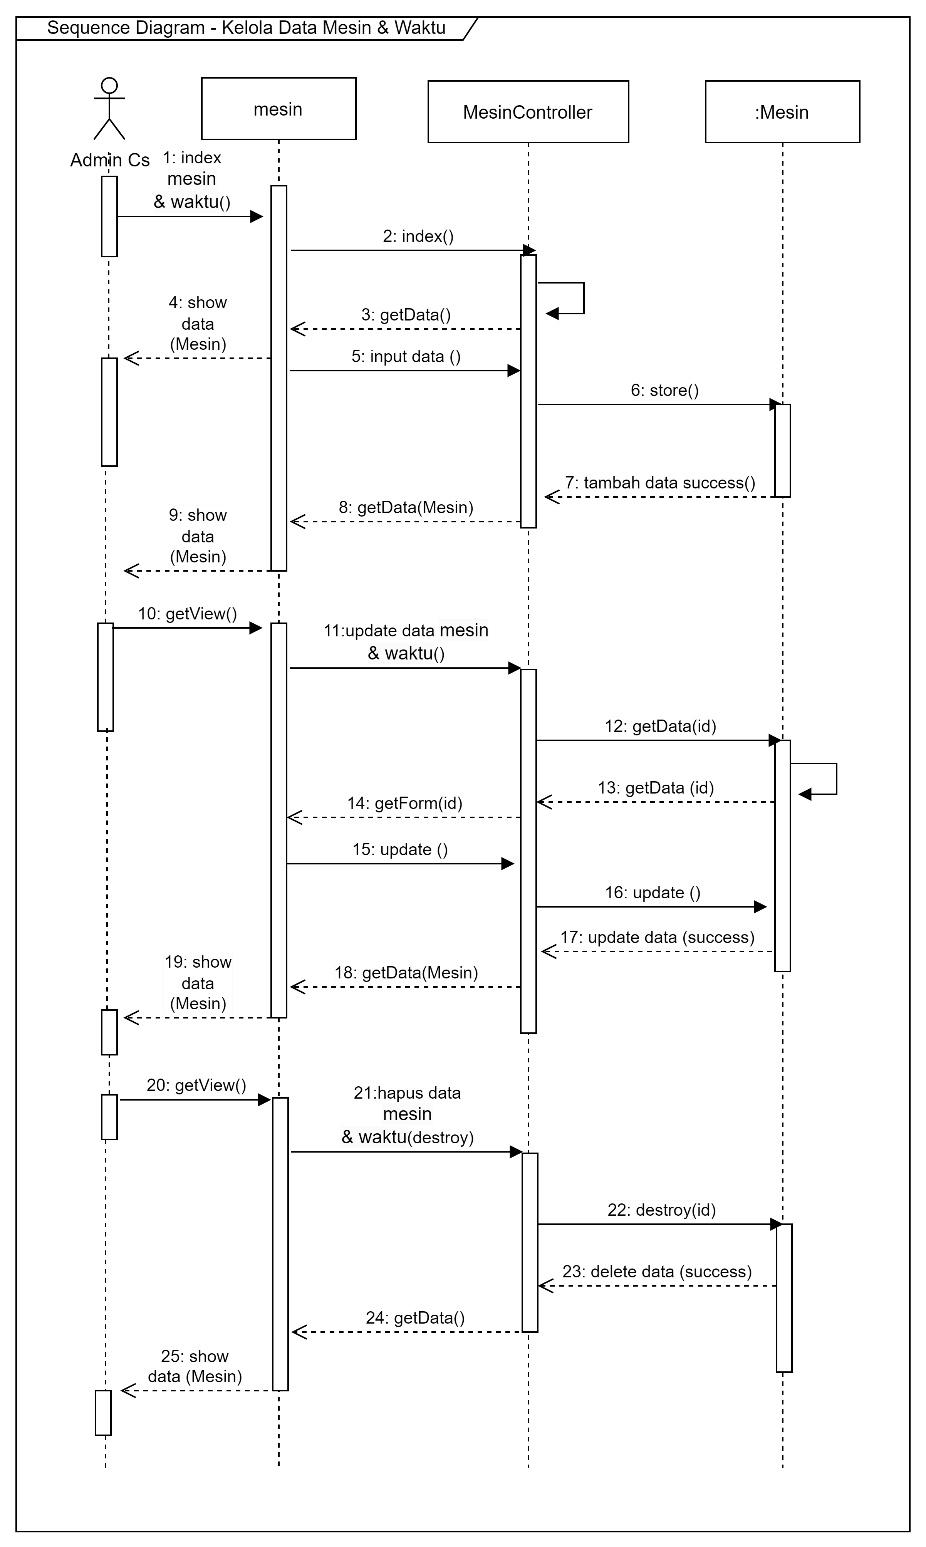 Sequence Diagram - Kelola Data Mesin & Waktu
mesin
MesinController
:Mesin
Admin Cs
1: index
mesin
& waktu()
2: index()
3: getData()
4: show
data
(Mesin)
5: input data ()
6: store()
7: tambah data success()
8: getData(Mesin)
9: show
data
(Mesin)
10: getView()
11:update data mesin
& waktu()
12: getData(id)
13: getData (id)
14: getForm(id)
15: update ()
16: update ()
17: update data (success)
18: getData(Mesin)
19: show
data
(Mesin)
20: getView()
21:hapus data
mesin
& waktu(destroy)
22: destroy(id)
23: delete data (success)
24: getData()
25: show
data (Mesin)